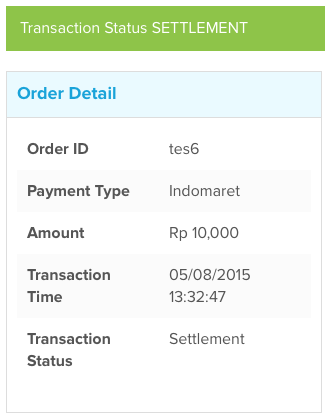 Transaction Status SETTLEMENT
Order Detail
Order ID tes6
Payment Type Indomaret
Amount Rp 10,000
Transaction Time 05/08/2015 13:32:47
Transaction Status Settlement